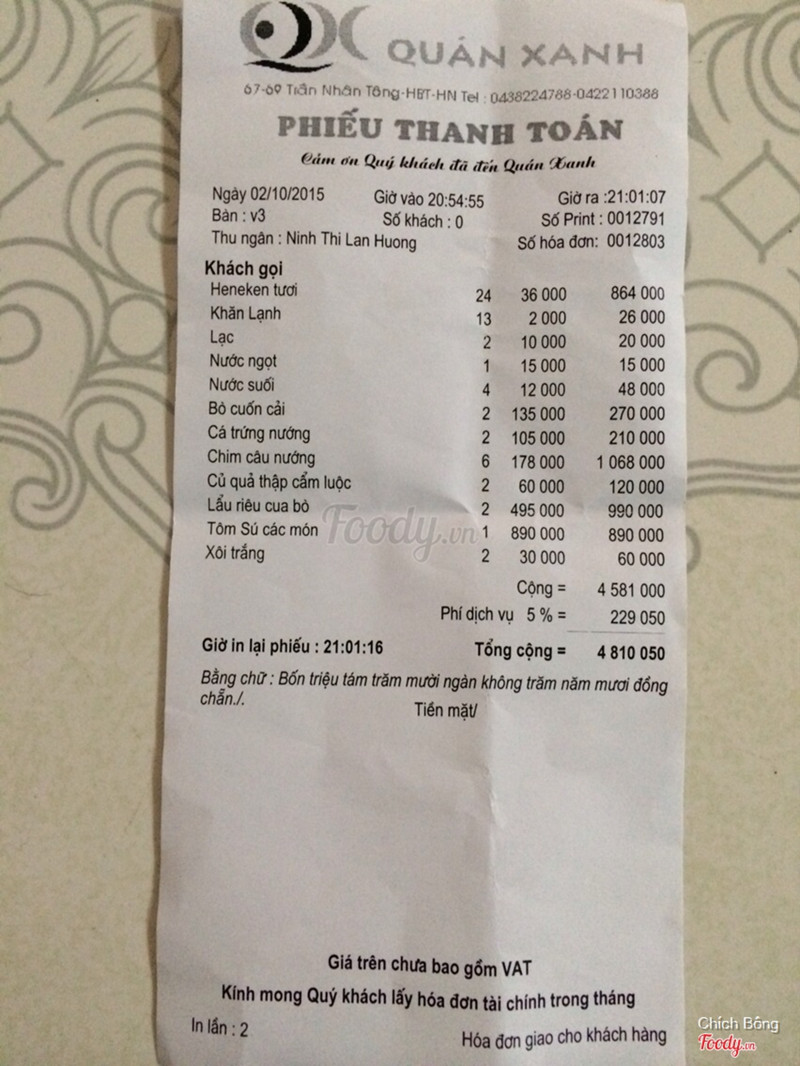 QUÁN XANH
67-69 Trần Nhân Tông-HBT-HN Tel : 0438224788-0422110388
PHIẾU THANH TOÁN
Cám ơn Quý khách đã đến Quán Xanh
Ngày 02/10/2015 Giờ vào 20:54:55 Giờ ra :21:01:07
Bàn : v3 Số khách : 0 Số Print : 0012791
Thu ngân : Ninh Thi Lan Huong Số hóa đơn: 0012803
Khách gọi
Heneken tươi 24 36 000 864 000
Khăn Lạnh 13 2 000 26 000
Lạc 2 10 000 20 000
Nước ngọt 1 15 000 15 000
Nước suối 4 12 000 48 000
Bò cuốn cải 2 135 000 270 000
Cá trứng nướng 2 105 000 210 000
Chim câu nướng 6 178 000 1 068 000
Củ quả thập cẩm luộc 2 60 000 120 000
Lẩu riêu cua bò 2 495 000 990 000
Tôm Sú các món 1 890 000 890 000
Xôi trắng 2 30 000 60 000
Foody.vn
Cộng = 4 581 000
Phí dịch vụ 5 % = 229 050
Giờ in lại phiếu : 21:01:16 Tổng cộng = 4 810 050
Bằng chữ : Bốn triệu tám trăm mười ngàn không trăm năm mươi đồng
chẵn./.
Tiền mặt/
Giá trên chưa bao gồm VAT
Kính mong Quý khách lấy hóa đơn tài chính trong tháng
In lần : 2 Hóa đơn giao cho khách hàng
Chích Bông
Foody.vn